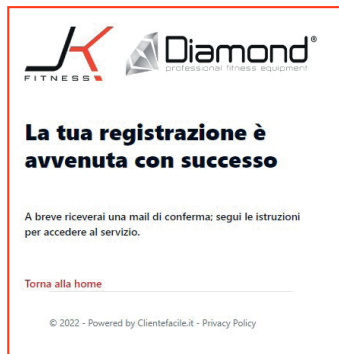 JK
FITNESS
Diamond®
professional fitness equipment
La tua registrazione è
avvenuta con successo
A breve riceverai una mail di conferma; segui le istruzioni
per accedere al servizio.
Torna alla home
© 2022 - Powered by Clientefacile.it - Privacy Policy